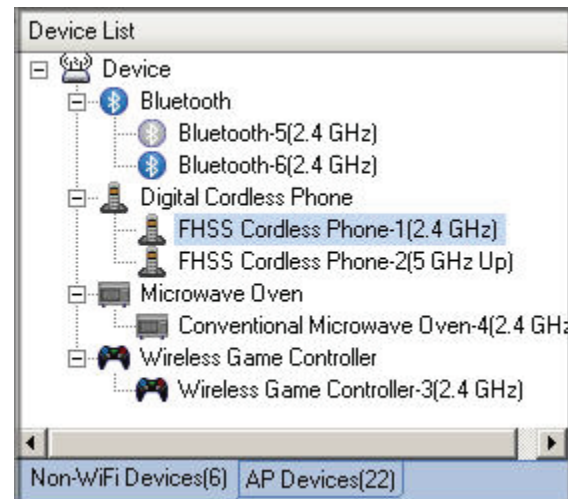 Device List
Device
Bluetooth
Bluetooth-5(2.4 GHz)
Bluetooth-6(2.4 GHz)
Digital Cordless Phone
FHSS Cordless Phone-1(2.4 GHz)
FHSS Cordless Phone-2(5 GHz Up)
Microwave Oven
Conventional Microwave Oven-4(2.4 GHz
Wireless Game Controller
Wireless Game Controller-3(2.4 GHz)
Non-WiFi Devices(6) AP Devices(22)